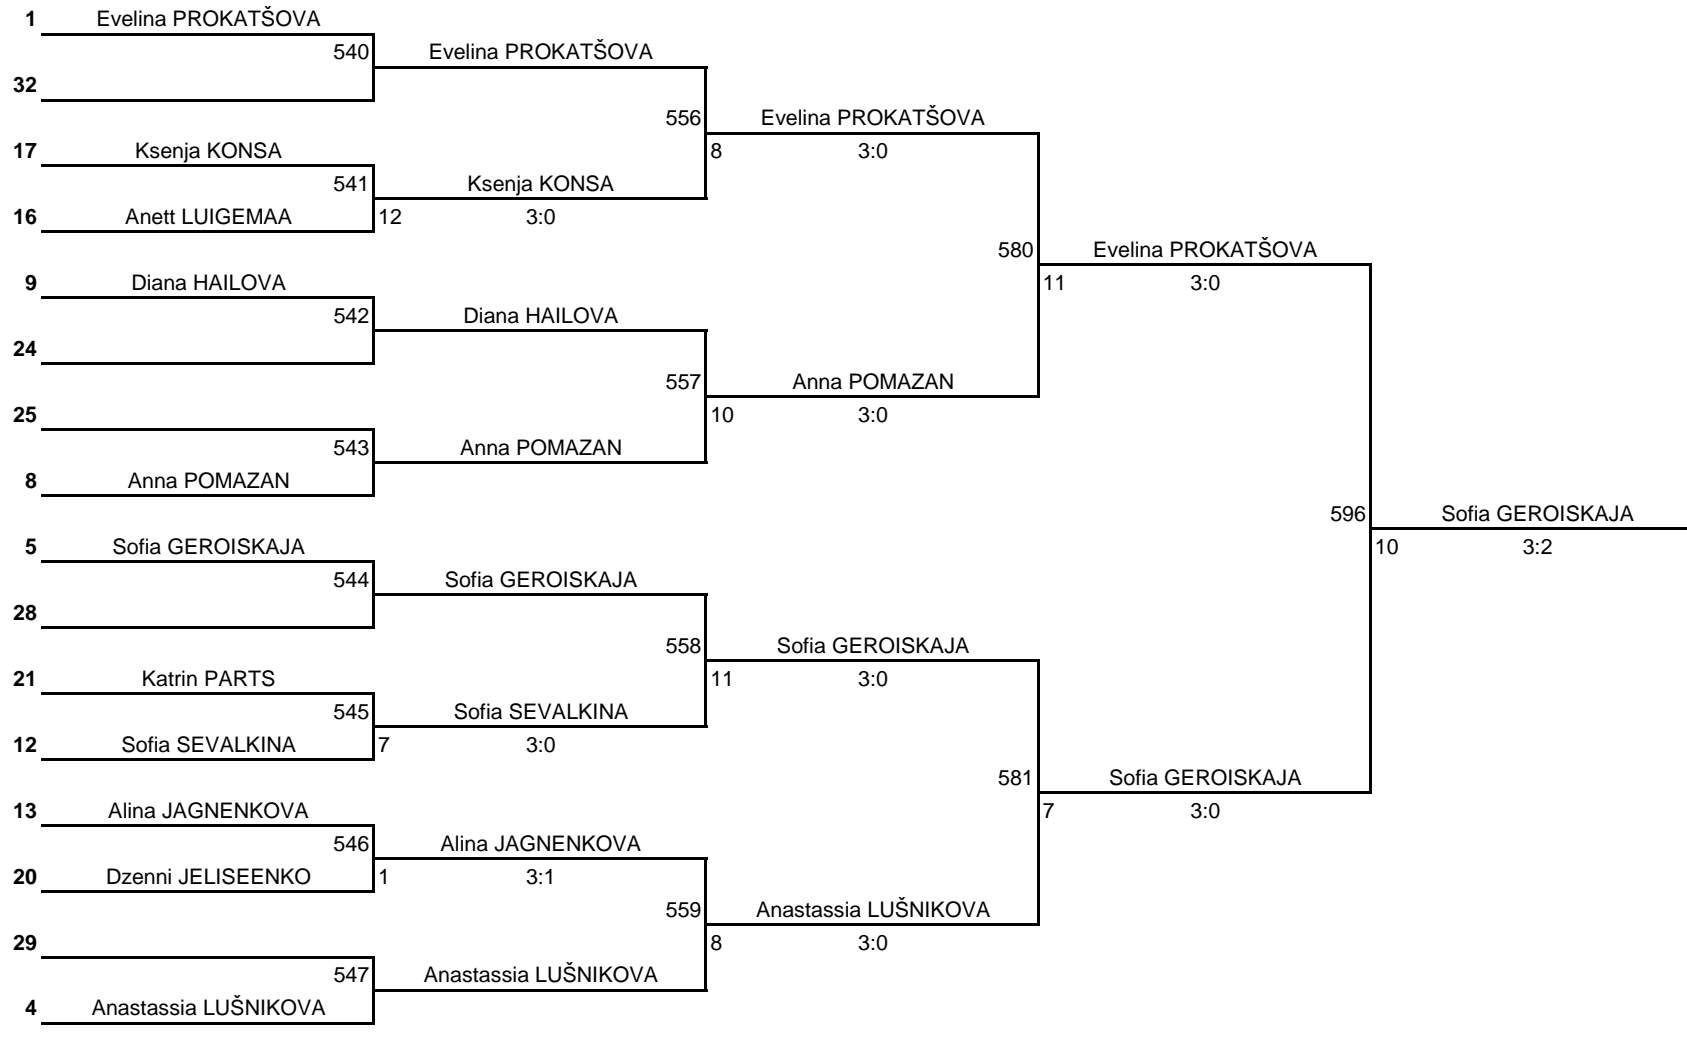 1 Evelina PROKATŠOVA
540 Evelina PROKATŠOVA
32
556 Evelina PROKATŠOVA
17 Ksenja KONSA 8 3:0
541 Ksenja KONSA
16 Anett LUIGEMAA 12 3:0
580 Evelina PROKATŠOVA
9 Diana HAILOVA 11 3:0
542 Diana HAILOVA
24
557 Anna POMAZAN
25 10 3:0
543 Anna POMAZAN
8 Anna POMAZAN
596 Sofia GEROISKAJA
5 Sofia GEROISKAJA 10 3:2
544 Sofia GEROISKAJA
28
558 Sofia GEROISKAJA
21 Katrin PARTS 11 3:0
545 Sofia SEVALKINA
12 Sofia SEVALKINA 7 3:0
581 Sofia GEROISKAJA
13 Alina JAGNENKOVA 7 3:0
546 Alina JAGNENKOVA
20 Dzenni JELISEENKO 1 3:1
559 Anastassia LUŠNIKOVA
29 8 3:0
547 Anastassia LUŠNIKOVA
4 Anastassia LUŠNIKOVA